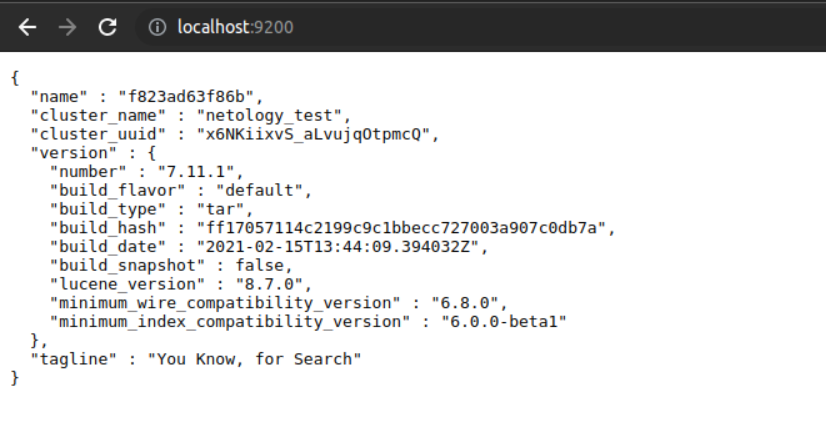 localhost:9200
{
  "name" : "f823ad63f86b",
  "cluster_name" : "netology_test",
  "cluster_uuid" : "x6NKiixvS_aLvujqOtpmcQ",
  "version" : {
    "number" : "7.11.1",
    "build_flavor" : "default",
    "build_type" : "tar",
    "build_hash" : "ff17057114c2199c9c1bbecc727003a907c0db7a",
    "build_date" : "2021-02-15T13:44:09.394032Z",
    "build_snapshot" : false,
    "lucene_version" : "8.7.0",
    "minimum_wire_compatibility_version" : "6.8.0",
    "minimum_index_compatibility_version" : "6.0.0-beta1"
  },
  "tagline" : "You Know, for Search"
}